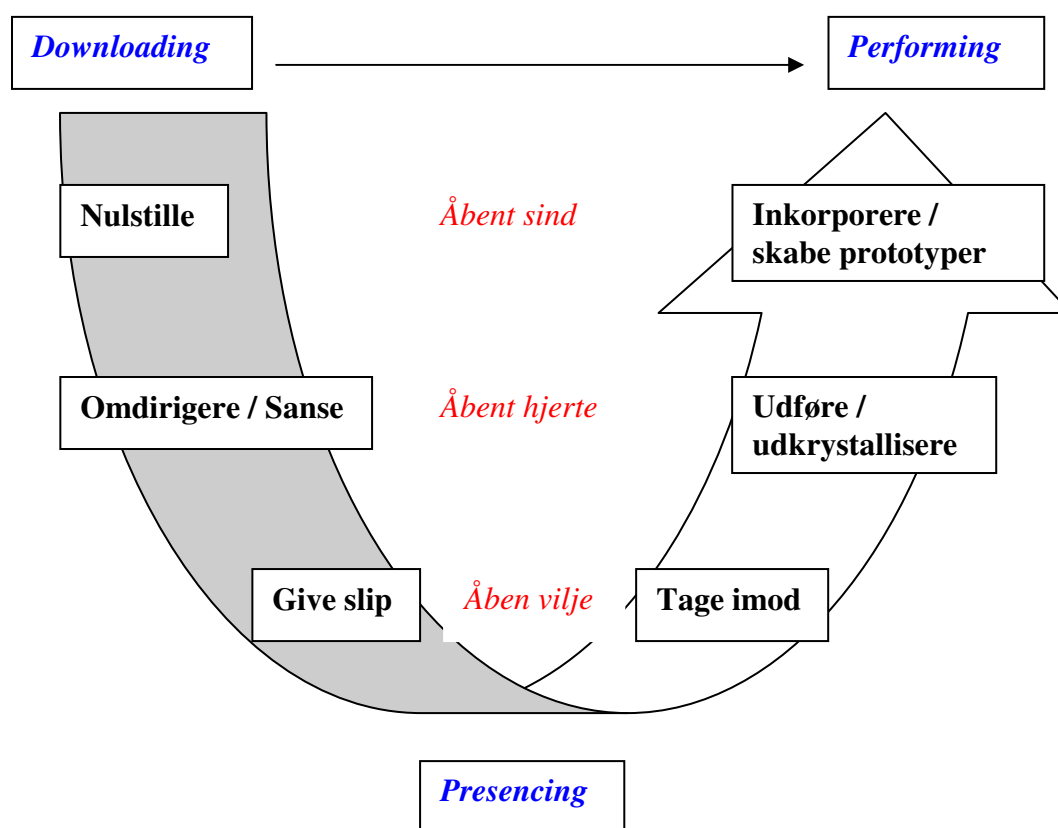 Downloading
Performing
Nulstille
Åbent sind
Inkorporere /
skabe prototyper
Omdirigere / Sanse
Åbent hjerte
Udføre /
udkrystallisere
Give slip
Åben vilje
Tage imod
Presencing